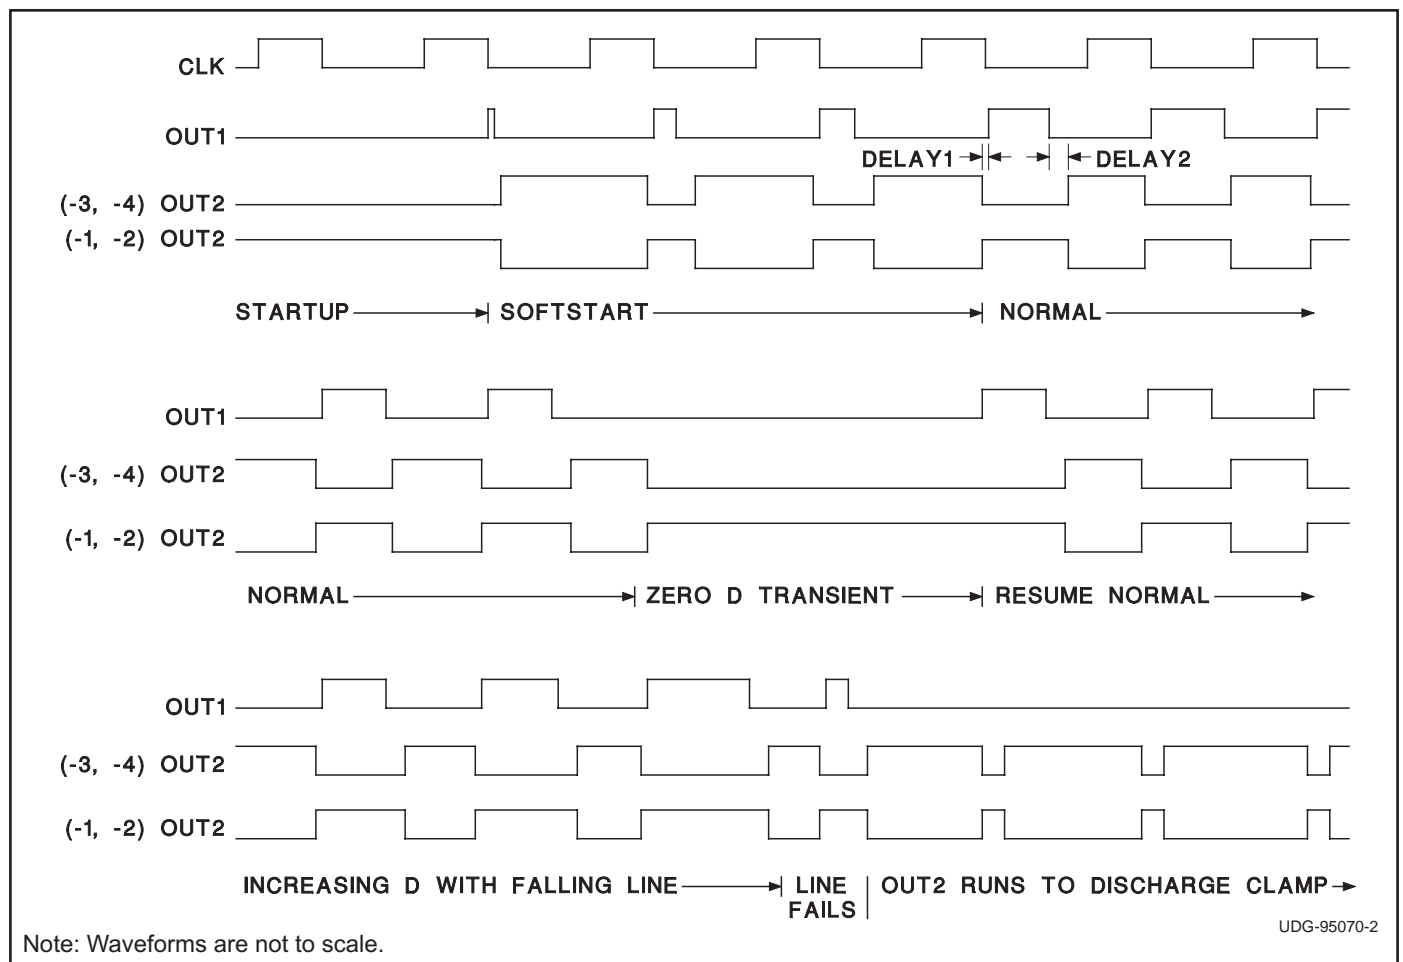 CLK
OUT1
DELAY1 DELAY2
(-3, -4) OUT2
(-1, -2) OUT2
STARTUP SOFTSTART NORMAL
OUT1
(-3, -4) OUT2
(-1, -2) OUT2
NORMAL ZERO D TRANSIENT RESUME NORMAL
OUT1
(-3, -4) OUT2
(-1, -2) OUT2
INCREASING D WITH FALLING LINE LINE OUT2 RUNS TO DISCHARGE CLAMP
FAILS
UDG-95070-2
Note: Waveforms are not to scale.